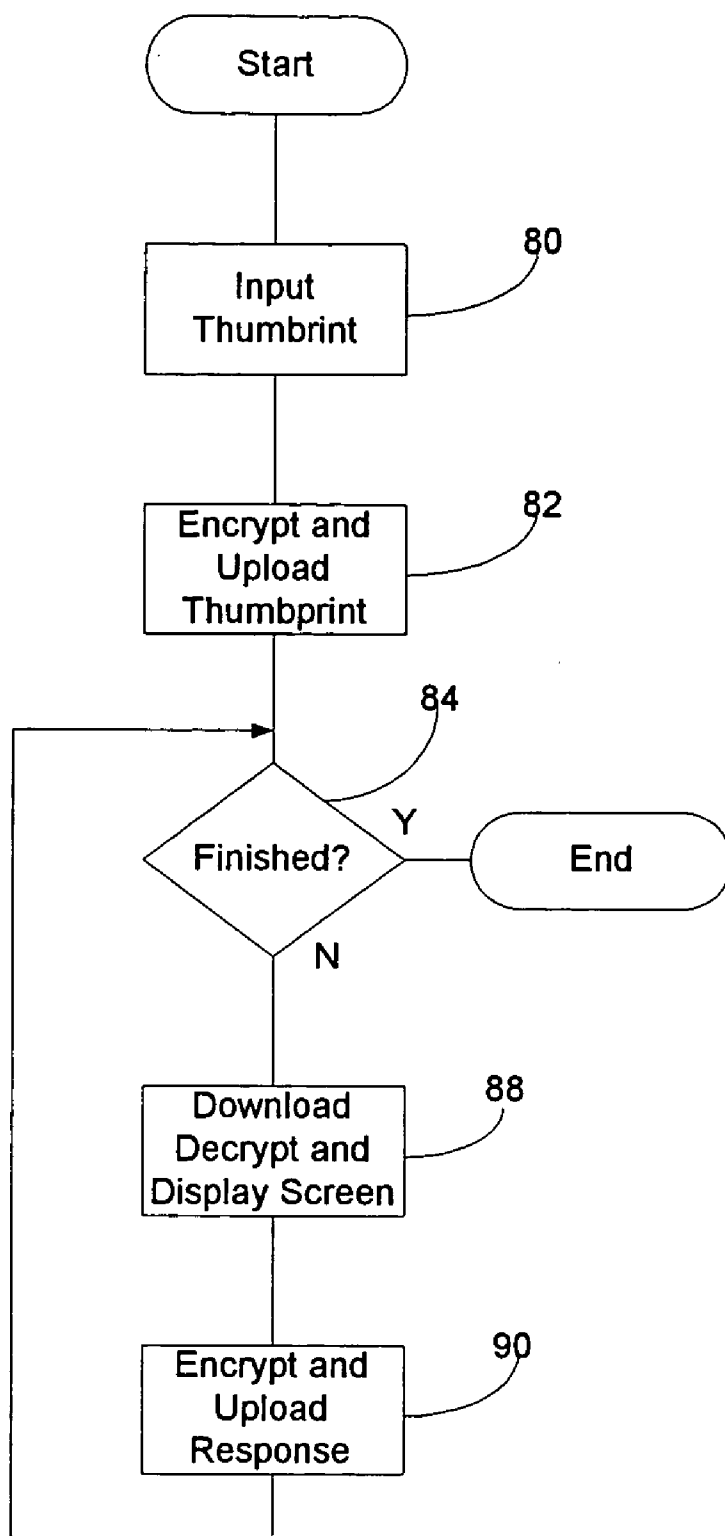 Start
80
Input
Thumbrint
82
Encrypt and
Upload
Thumbprint
84
Finished?
Y
End
N
88
Download
Decrypt and
Display Screen
90
Encrypt and
Upload
Response